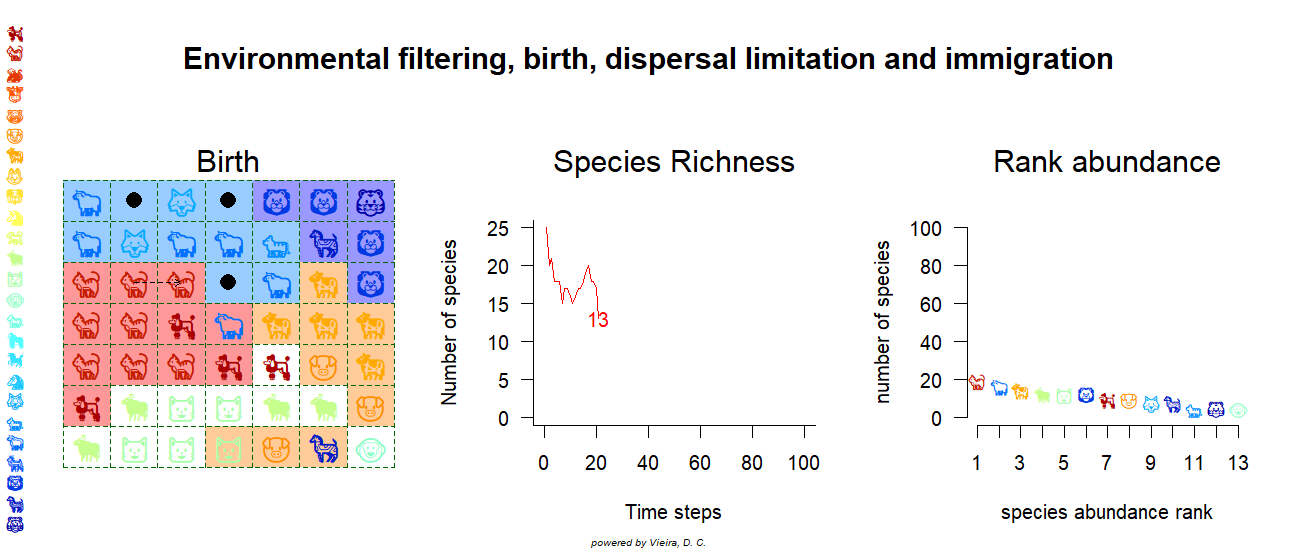 Environmental filtering, birth, dispersal limitation and immigration
Birth
Species Richness
Rank abundance
Number of species
25
20
15
10
5
0
13
0 20 40 60 80 100
Time steps
number of species
100
80
60
40
20
0
1 3 5 7 9 11 13
species abundance rank
powered by Vieira, D. C.